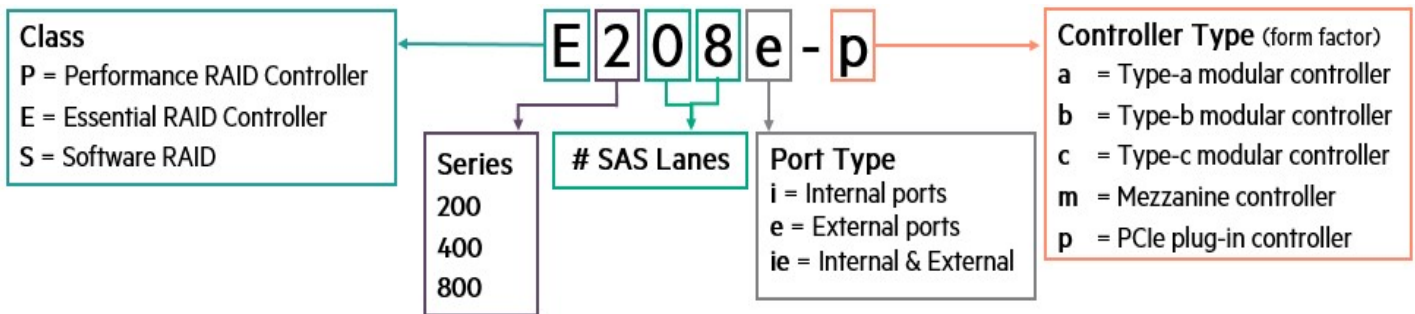 E208e-p
Class
P = Performance RAID Controller
E = Essential RAID Controller
S = Software RAID
Series
200
400
800
# SAS Lanes
Port Type
i = Internal ports
e = External ports
ie = Internal & External
Controller Type (form factor)
a = Type-a modular controller
b = Type-b modular controller
c = Type-c modular controller
m = Mezzanine controller
p = PCIe plug-in controller